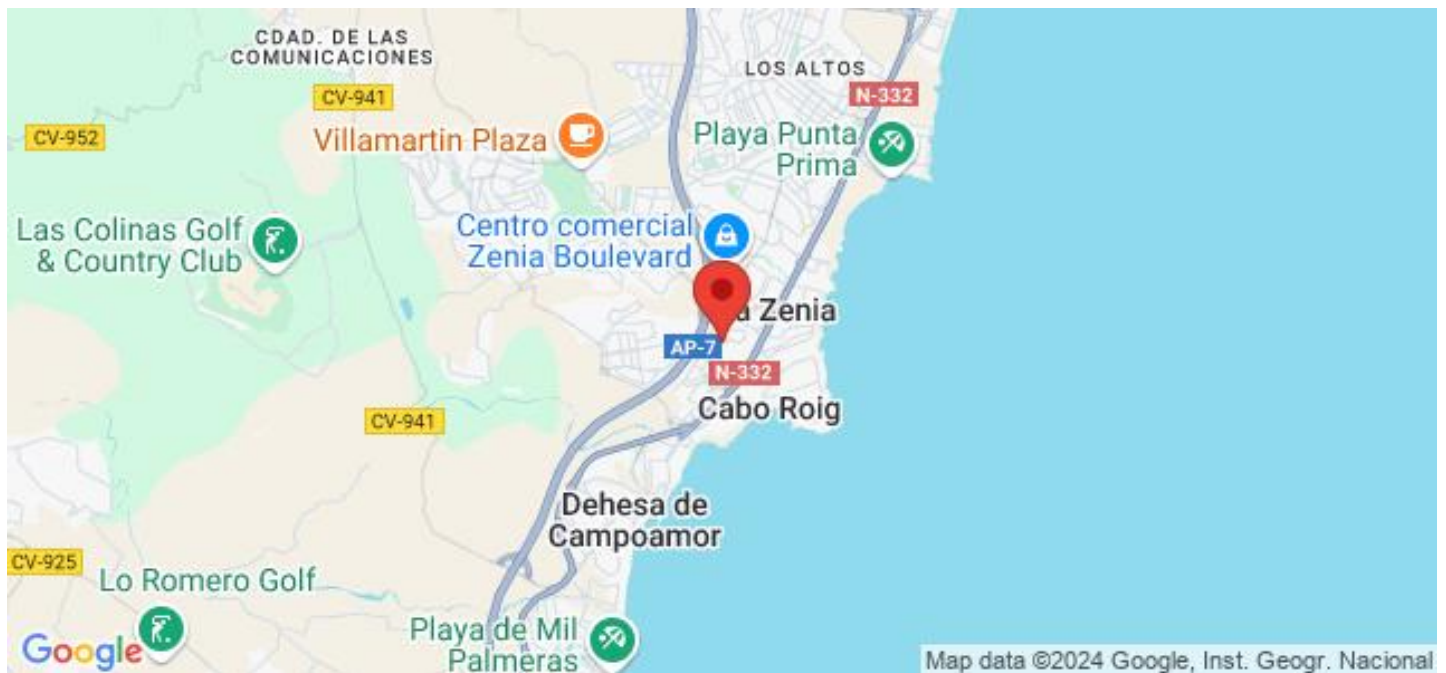 CDAD. DE LAS
COMUNICACIONES
LOS ALTOS
CV-941
N-332
CV-952
Villamartin Plaza
Playa Punta
Prima
Las Colinas Golf
& Country Club
Centro comercial
Zenia Boulevard
a Zenia
AP-7
N-332
Cabo Roig
CV-941
Dehesa de
Campoamor
CV-925
Lo Romero Golf
Playa de Mil
Palmeras
Google
Map data ©2024 Google, Inst. Geogr. Nacional